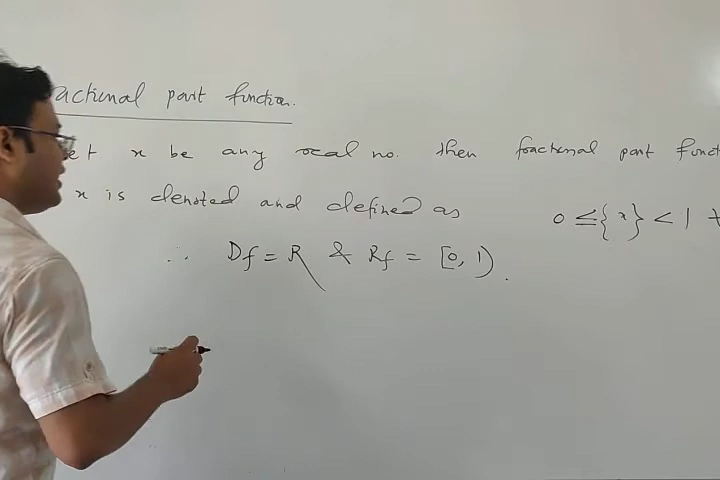 actional part function.
et x be any real no. then fractional part funct
x is denoted and defined as 0 ≤ {x} < 1 +
∴ Df = R & Rf = [0, 1).